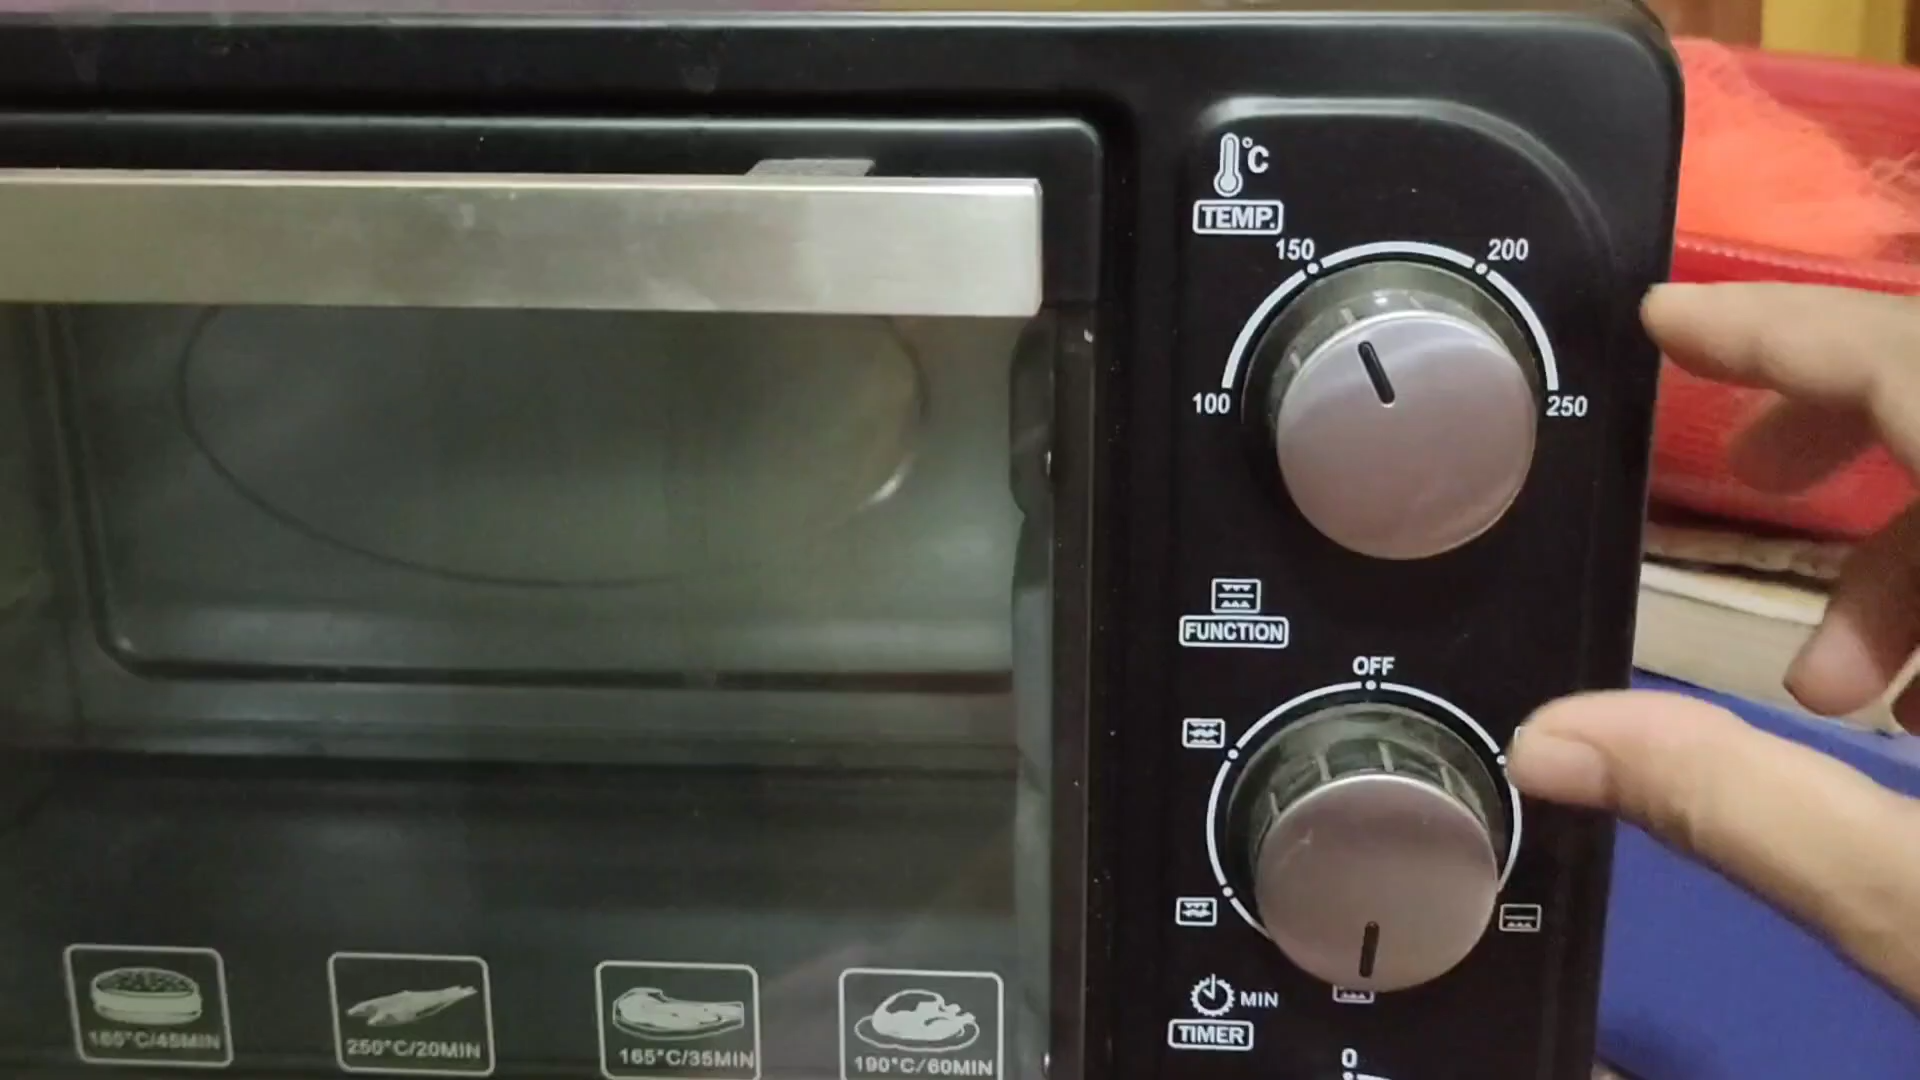 °C
TEMP.
150
200
100
250
FUNCTION
OFF
MIN
TIMER
0
160°C/45MIN
250°C/20MIN
165°C/35MIN
190°C/60MIN